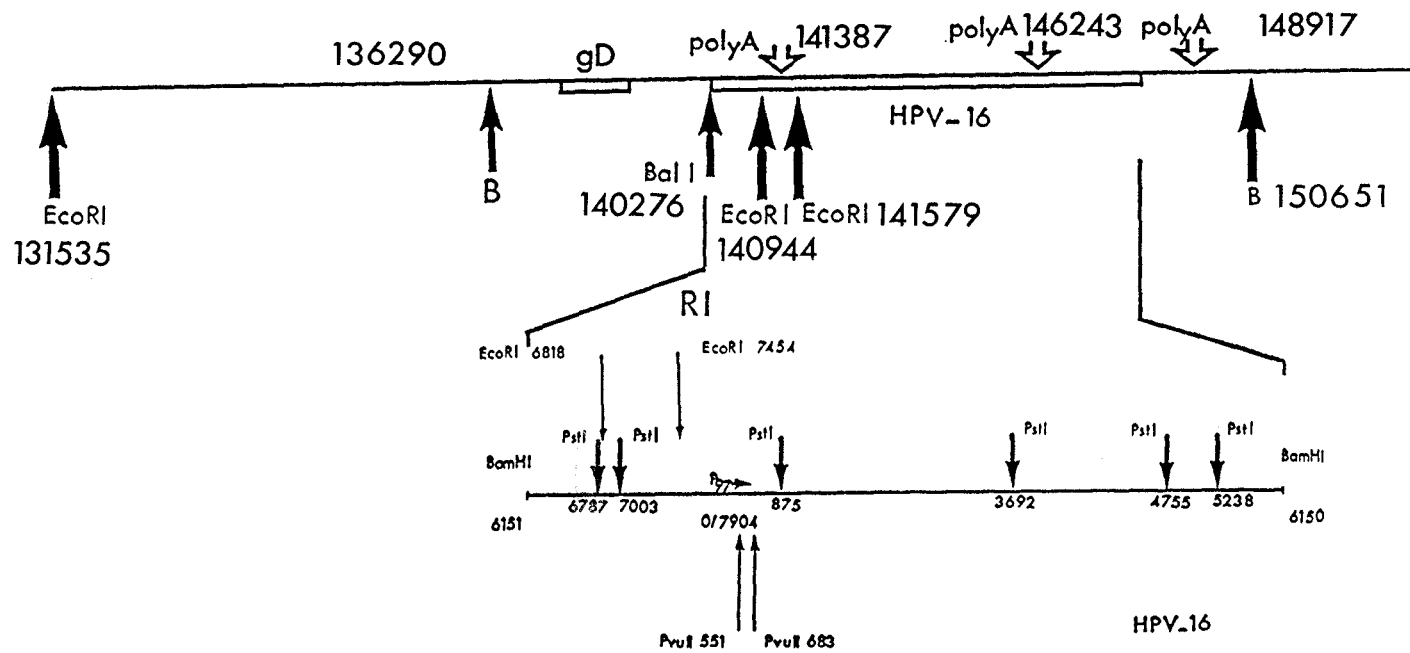 136290
gD
polyA 141387
polyA 146243
polyA
148917
HPV-16
EcoRI
131535
B
Bal I
140276
EcoRI
140944
EcoRI 141579
B 150651
RI
EcoRI 6818
EcoRI 7454
PstI
PstI
PstI
PstI
PstI
PstI
BamHI
BamHI
6151
6787
7003
0/7904
875
3692
4755
5238
6150
PvuII 551
PvuII 683
HPV-16